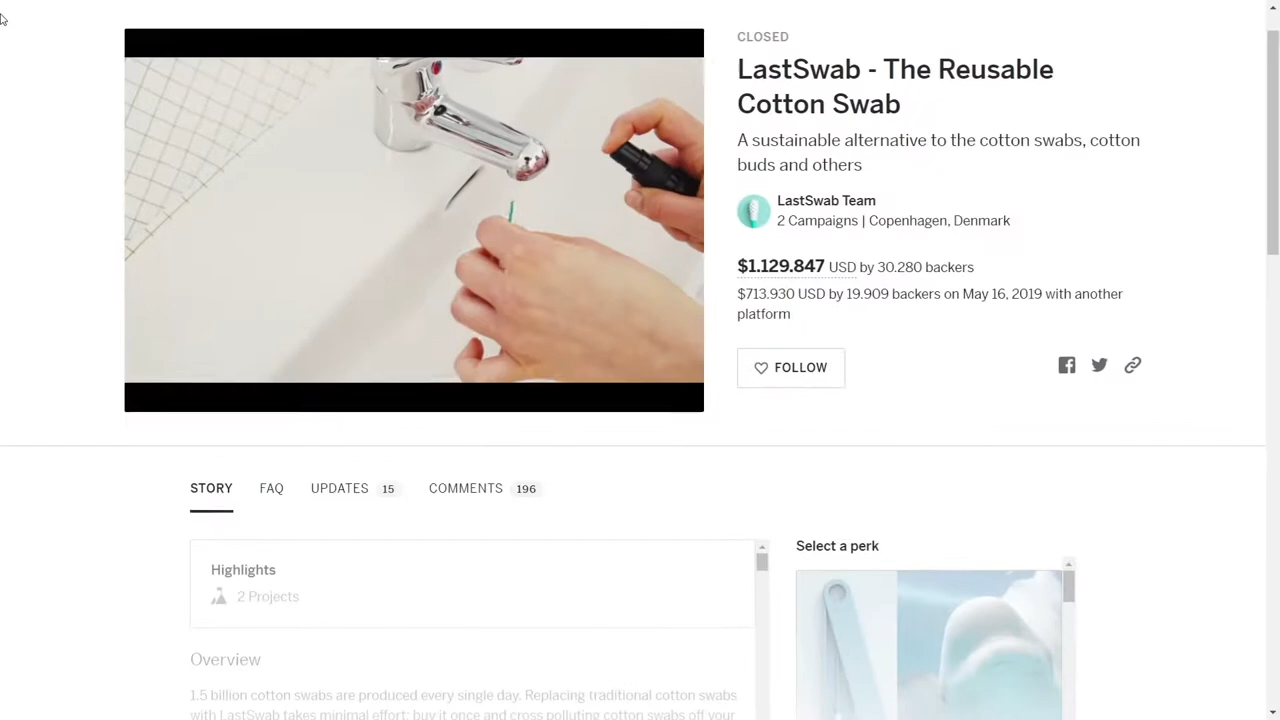 CLOSED
LastSwab - The Reusable
Cotton Swab
A sustainable alternative to the cotton swabs, cotton
buds and others
LastSwab Team
2 Campaigns | Copenhagen, Denmark
$1.129.847 USD by 30.280 backers
$713.930 USD by 19.909 backers on May 16, 2019 with another
platform
FOLLOW
STORY FAQ UPDATES 15 COMMENTS 196
Highlights
2 Projects
Select a perk
Overview
1.5 billion cotton swabs are produced every single day. Replacing traditional cotton swabs
with LastSwab takes minimal effort: buy it once and cross polluting cotton swabs off your